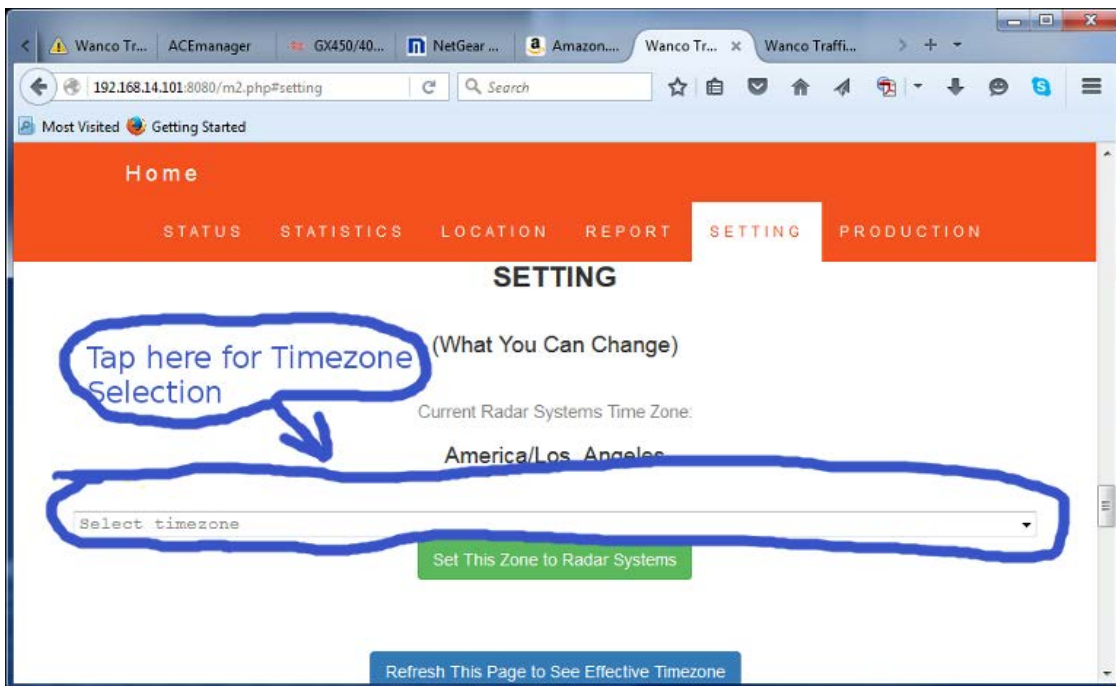 Wanco Tr... ACEmanager GX450/40... NetGear ... Amazon.... Wanco Tr... Wanco Traffi...
192.168.14.101:8080/m2.php#setting Search
Most Visited Getting Started
Home
STATUS STATISTICS LOCATION REPORT SETTING PRODUCTION
SETTING
(What You Can Change)
Tap here for Timezone
Selection
Current Radar Systems Time Zone:
America/Los_Angeles
Select timezone
Set This Zone to Radar Systems
Refresh This Page to See Effective Timezone